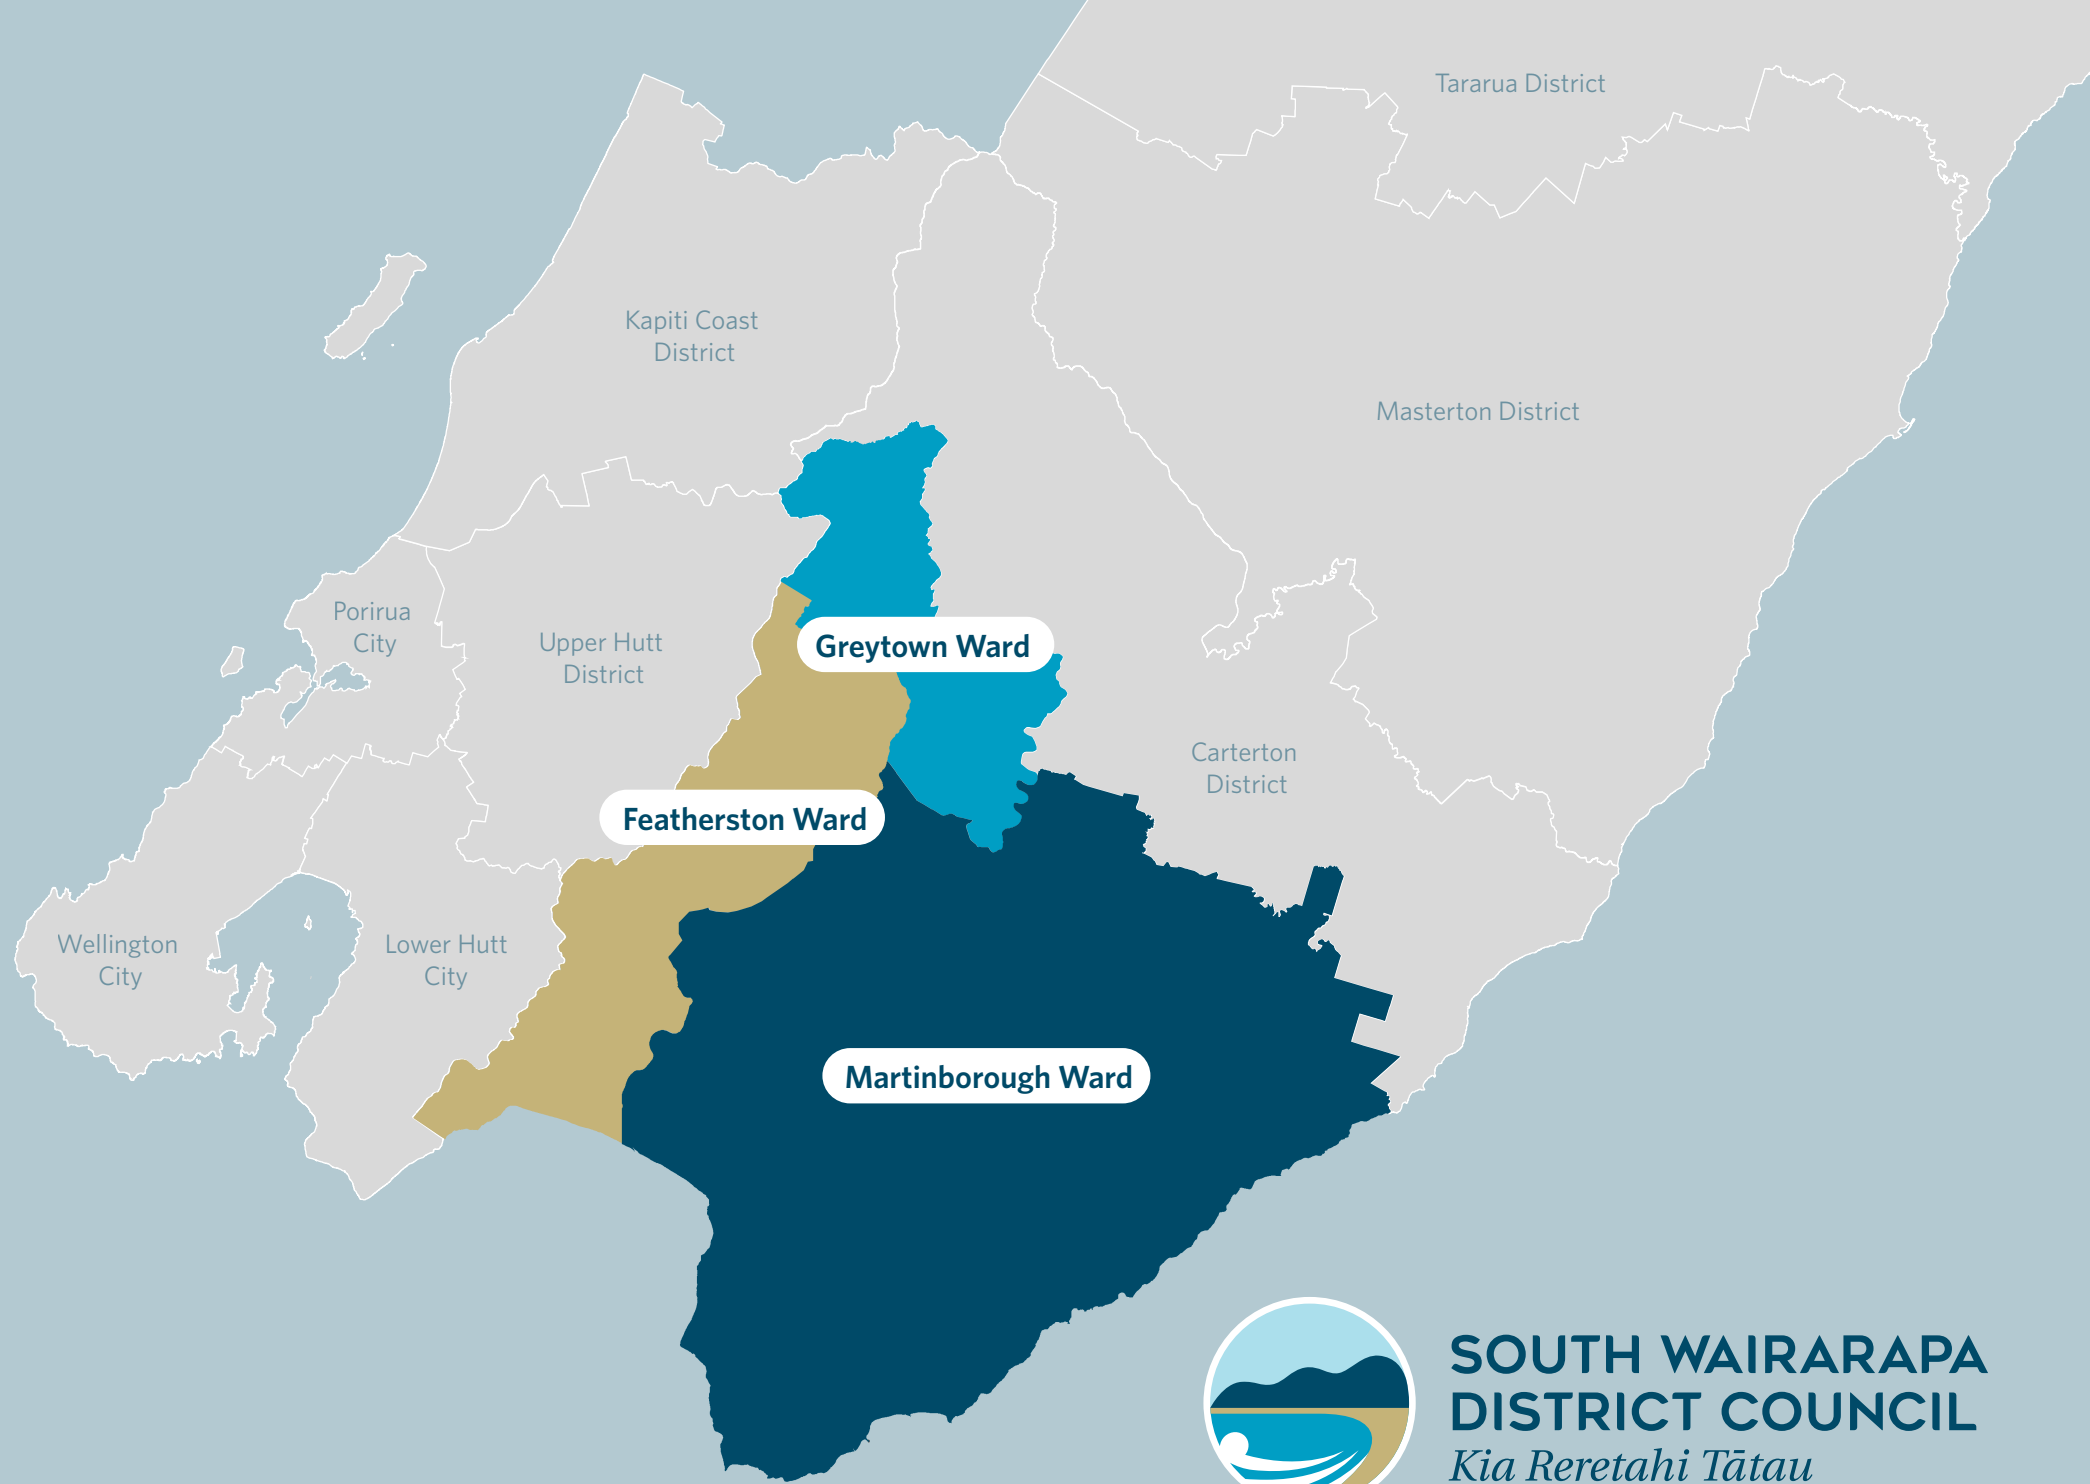 Tararua District
Kapiti Coast
District
Masterton District
Porirua
City
Upper Hutt
District
Greytown Ward
Carterton
District
Featherston Ward
Wellington
City
Lower Hutt
City
Martinborough Ward
SOUTH WAIRARAPA
DISTRICT COUNCIL
Kia Reretahi Tātau